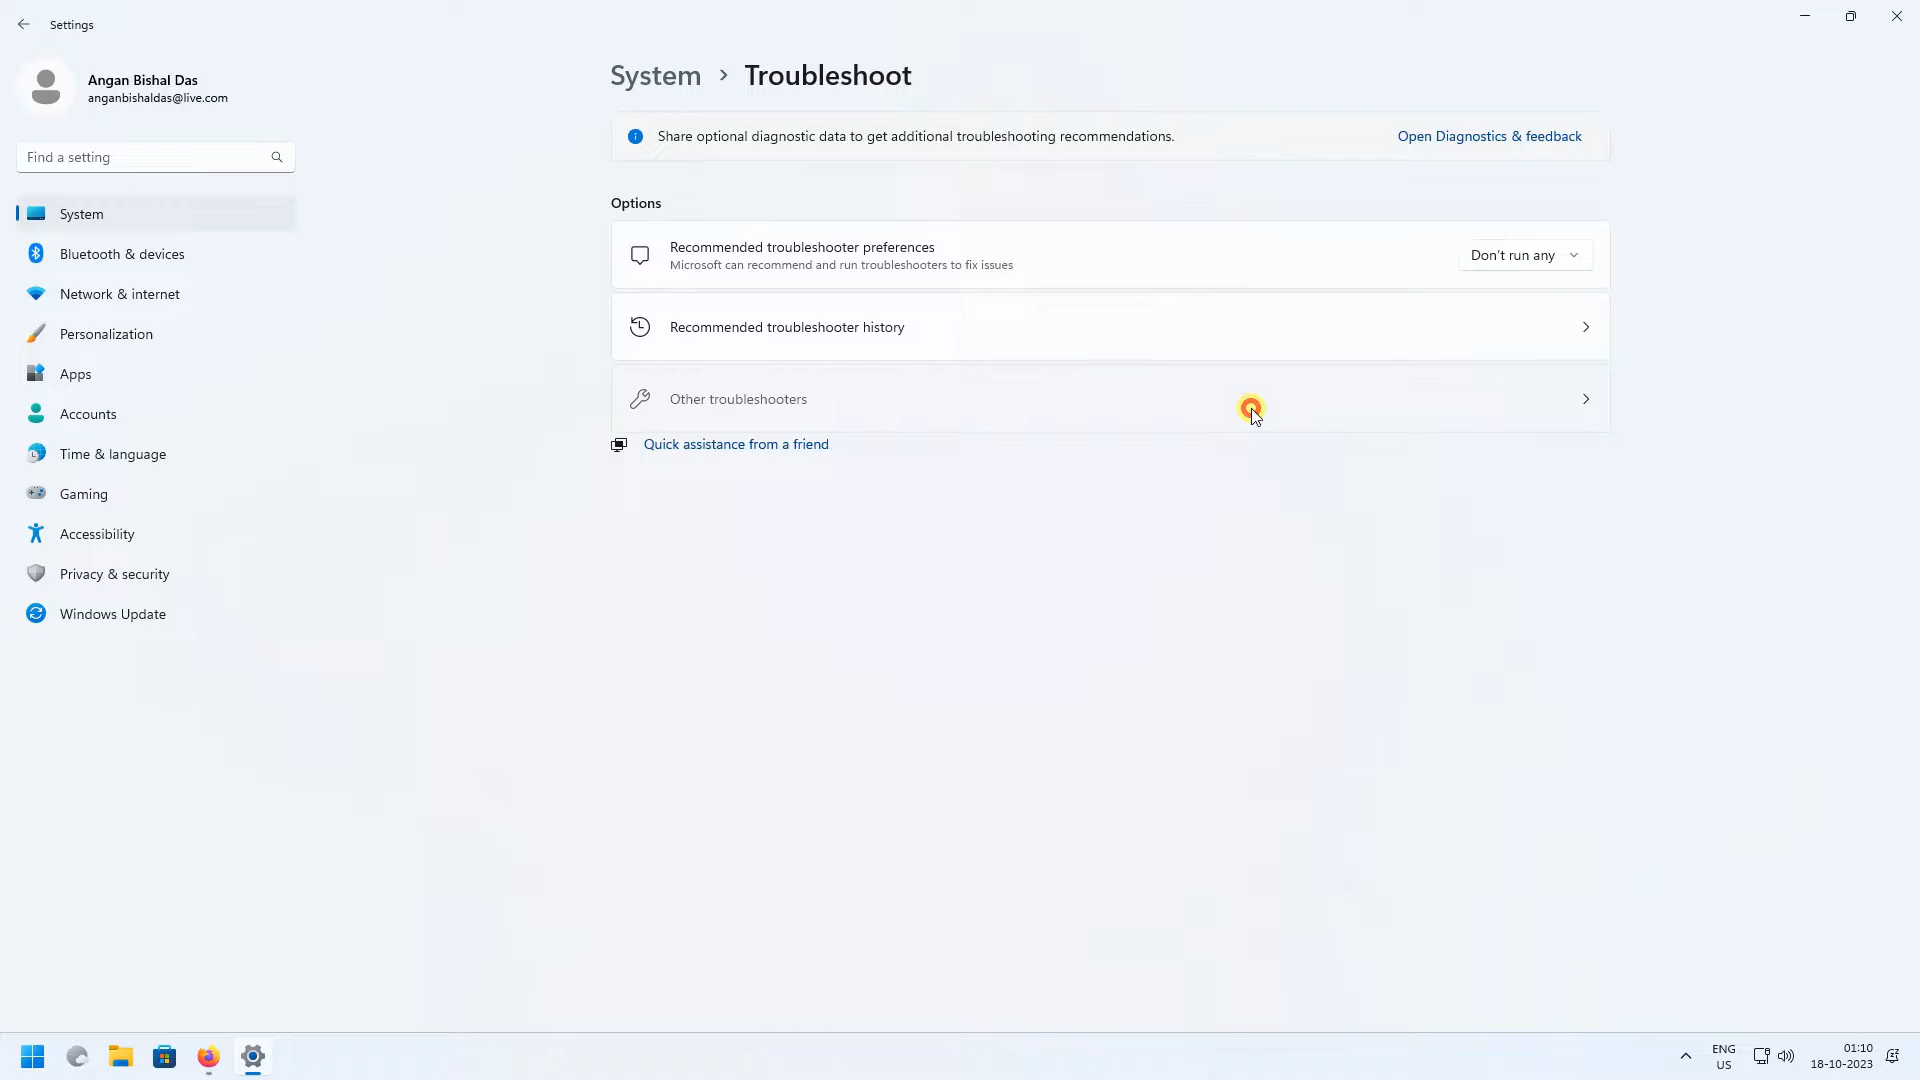 Settings
Angan Bishal Das
anganbishaldas@live.com
Find a setting
System
Bluetooth & devices
Network & internet
Personalization
Apps
Accounts
Time & language
Gaming
Accessibility
Privacy & security
Windows Update
System > Troubleshoot
Share optional diagnostic data to get additional troubleshooting recommendations. Open Diagnostics & feedback
Options
Recommended troubleshooter preferences
Microsoft can recommend and run troubleshooters to fix issues
Don't run any
Recommended troubleshooter history
Other troubleshooters
Quick assistance from a friend
ENG
US
01:10
18-10-2023